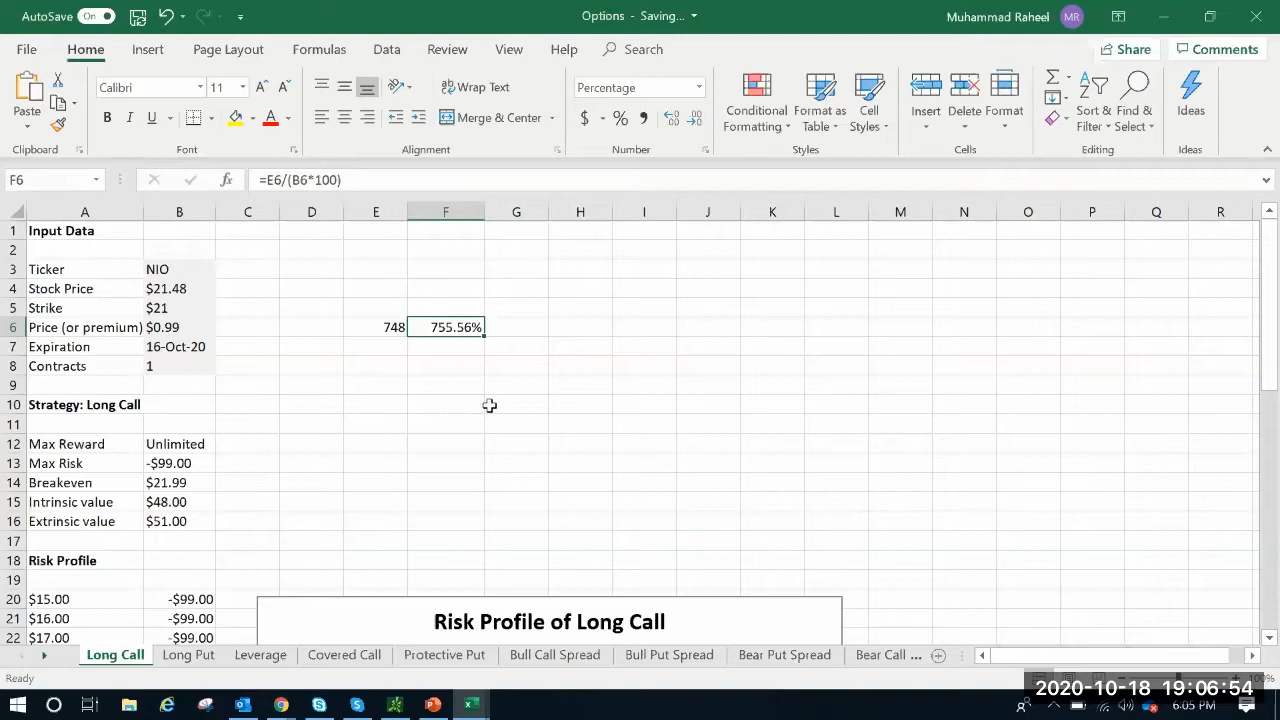 AutoSave On Options - Saving... Muhammad Raheel MR
File Home Insert Page Layout Formulas Data Review View Help Search Share Comments
Paste Calibri 11 Wrap Text Percentage Conditional Formatting Format as Table Cell Styles Insert Delete Format Sort & Filter Find & Select Ideas
B I U A Merge & Center $ % 9
Clipboard Font Alignment Number Styles Cells Editing Ideas
F6 fx =E6/(B6*100)
A B C D E F G H I J K L M N O P Q R
1 Input Data
2
3 Ticker NIO
4 Stock Price $21.48
5 Strike $21
6 Price (or premium) $0.99 748 755.56%
7 Expiration 16-Oct-20
8 Contracts 1
9
10 Strategy: Long Call
11
12 Max Reward Unlimited
13 Max Risk -$99.00
14 Breakeven $21.99
15 Intrinsic value $48.00
16 Extrinsic value $51.00
17
18 Risk Profile
19
20 $15.00 -$99.00
21 $16.00 -$99.00
22 $17.00 -$99.00
Risk Profile of Long Call
Long Call Long Put Leverage Covered Call Protective Put Bull Call Spread Bull Put Spread Bear Put Spread Bear Call ...
Ready
2020-10-18 19:06:54
6:05 PM